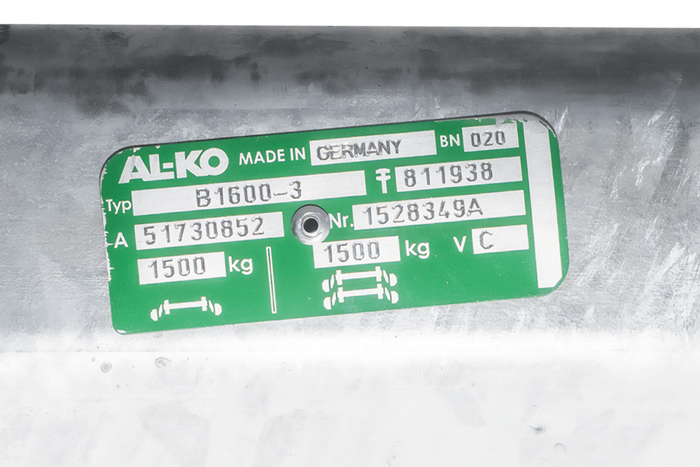 AL-KO MADE IN GERMANY BN 020
Typ B1600-3 811938
A 51730852 Nr. 1528349A
1500 kg 1500 kg V C